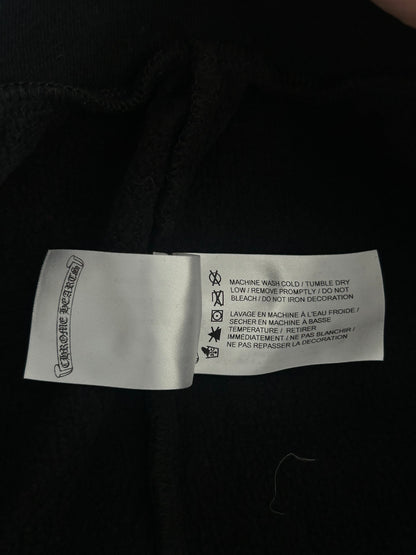 CHROME HEARTS
MACHINE WASH COLD / TUMBLE DRY
LOW / REMOVE PROMPTLY / DO NOT
BLEACH / DO NOT IRON DECORATION
LAVAGE EN MACHINE À L'EAU FROIDE /
SECHER EN MACHINE À BASSE
TEMPERATURE / RETIRER
IMMÉDIATEMENT / NE PAS BLANCHIR /
NE PAS REPASSER LA DECORATION